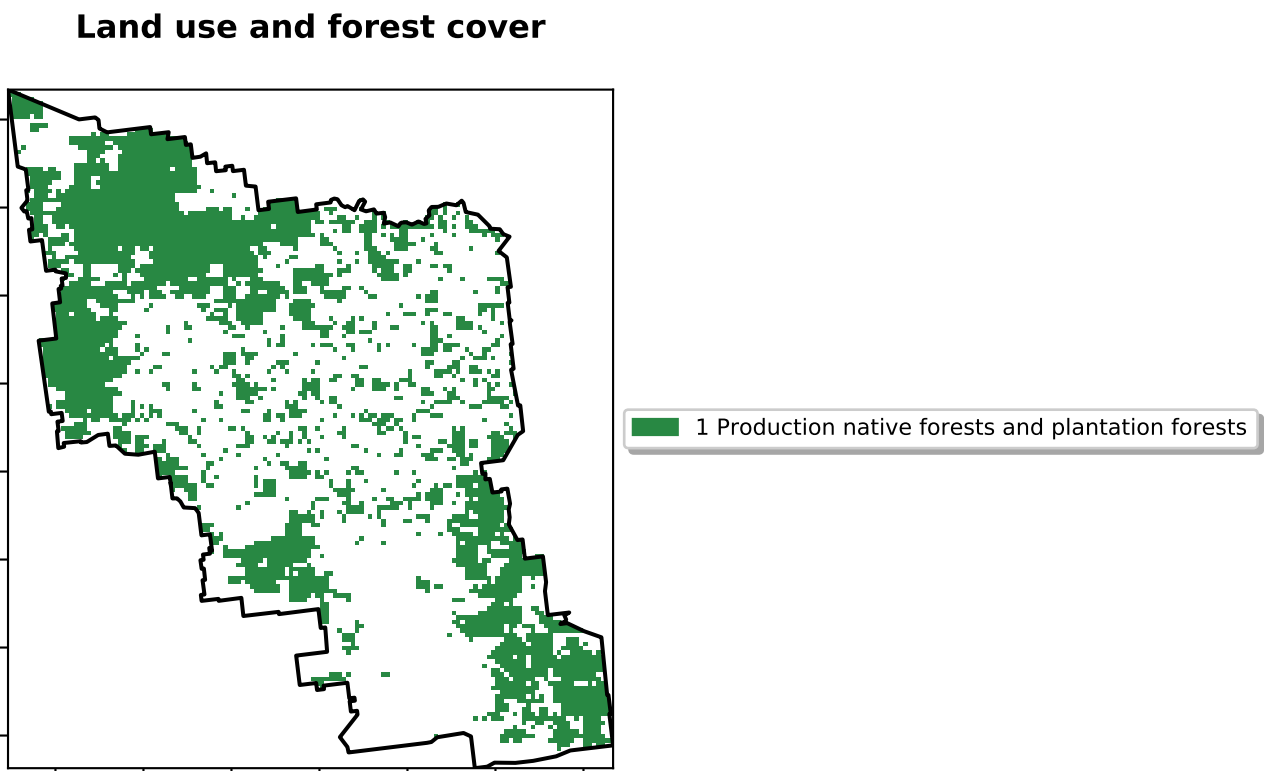 Land use and forest cover
1 Production native forests and plantation forests